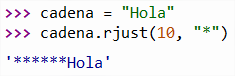 >>> cadena = "Hola"
>>> cadena.rjust(10, "*")
'******Hola'